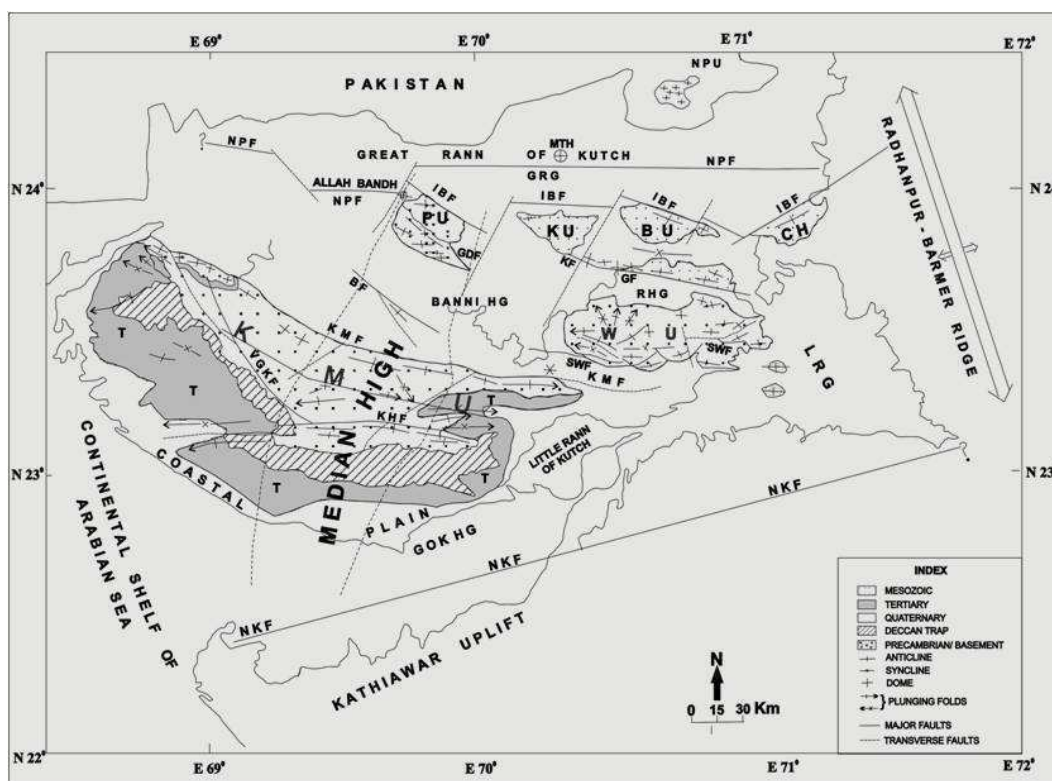 E 69°
E 70°
E 71°
E 72°
NPU
PAKISTAN
NPF
MTH
GREAT RANN OF KUTCH
NPF
GRG
N 24°
N 24
ALLAH BANDH
NPF
IBF
IBF
IBF
IBF
PU
KU
BU
CH
GDF
KF
GF
RHG
BF
BANNI HG
KMF
W U
SWF
SWF
KMF
LRG
RADHANPUR - BARMER RIDGE
T
K
M
U
VGKF
MEDIAN HIGH
T
T
KHF
LITTLE RANN
OF KUTCH
N 23°
N 23
T
T
COASTAL PLAIN
GOKHG
NKF
NKF
NKF
CONTINENTAL SHELF OF
ARABIAN SEA
KATHIAWAR UPLIFT
INDEX
MESOZOIC
TERTIARY
QUATERNARY
DECCAN TRAP
PRECAMBRIAN/ BASEMENT
ANTICLINE
SYNCLINE
DOME
PLUNGING FOLDS
MAJOR FAULTS
TRANSVERSE FAULTS
N
0 15 30 Km
N 22°
E 69°
E 70°
E 71°
E 72°